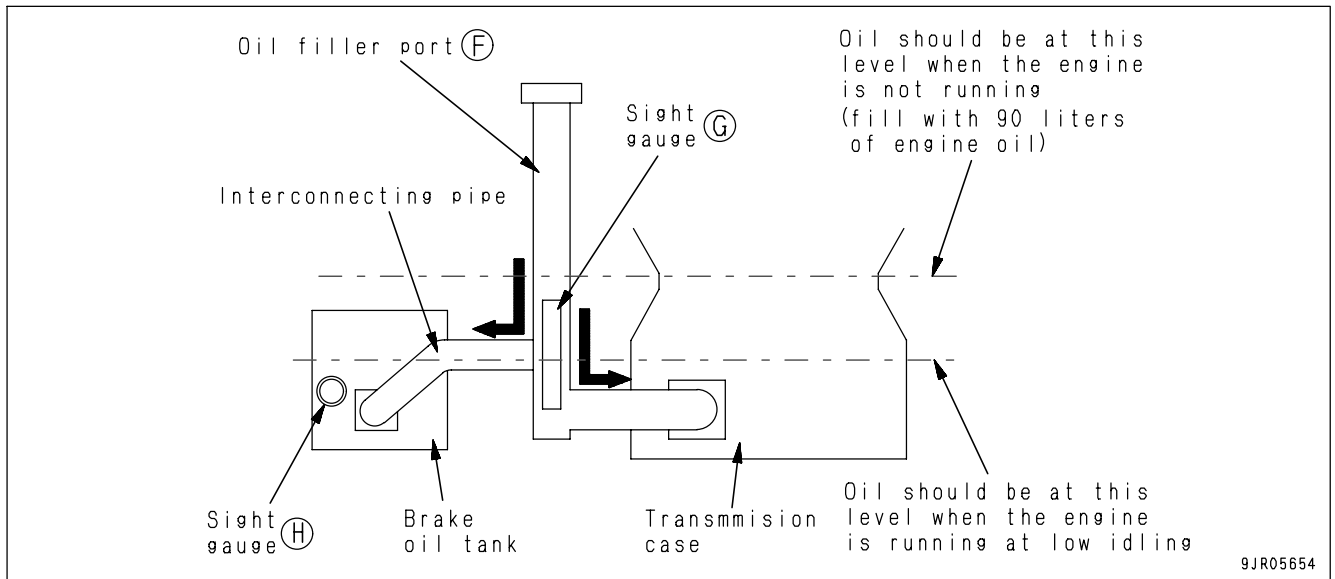 Oil filler port F
Sight
gauge G
Oil should be at this
level when the engine
is not running
(fill with 90 liters
of engine oil)
Interconnecting pipe
Sight
gauge H
Brake
oil tank
Transmmision
case
Oil should be at this
level when the engine
is running at low idling
9JR05654